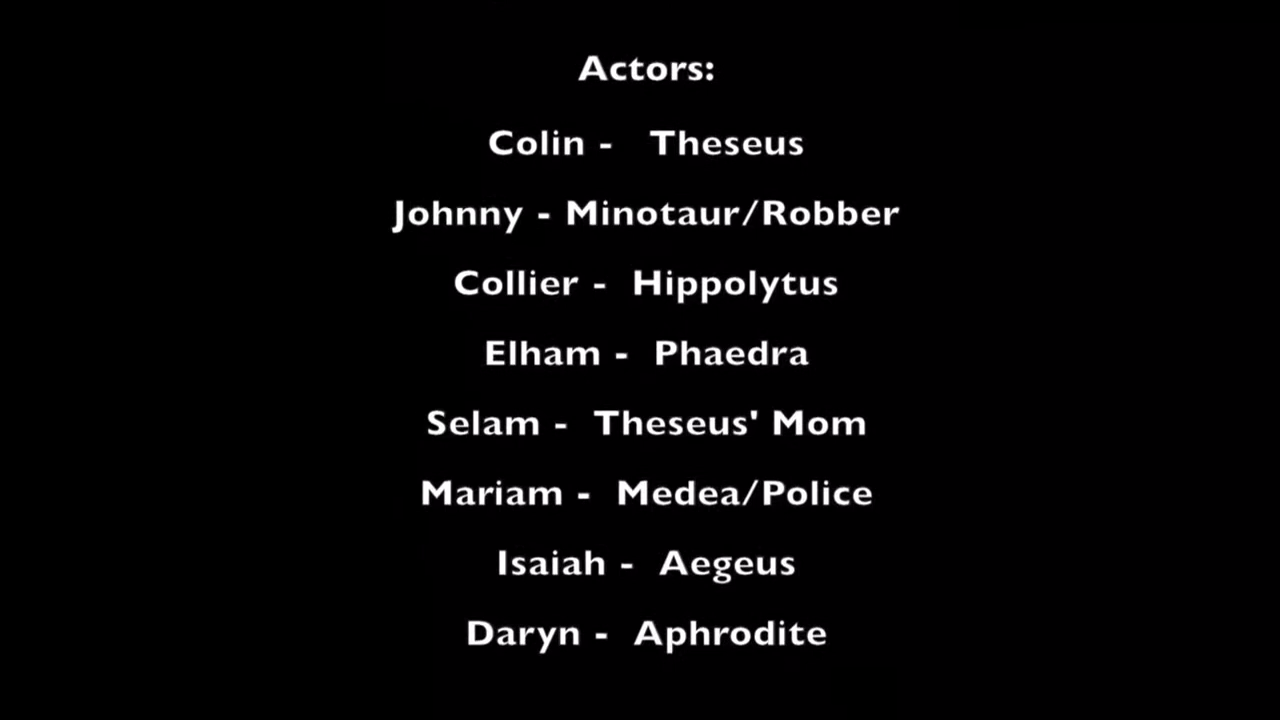 Actors:
Colin - Theseus
Johnny - Minotaur/Robber
Collier - Hippolytus
Elham - Phaedra
Selam - Theseus' Mom
Mariam - Medea/Police
Isaiah - Aegeus
Daryn - Aphrodite